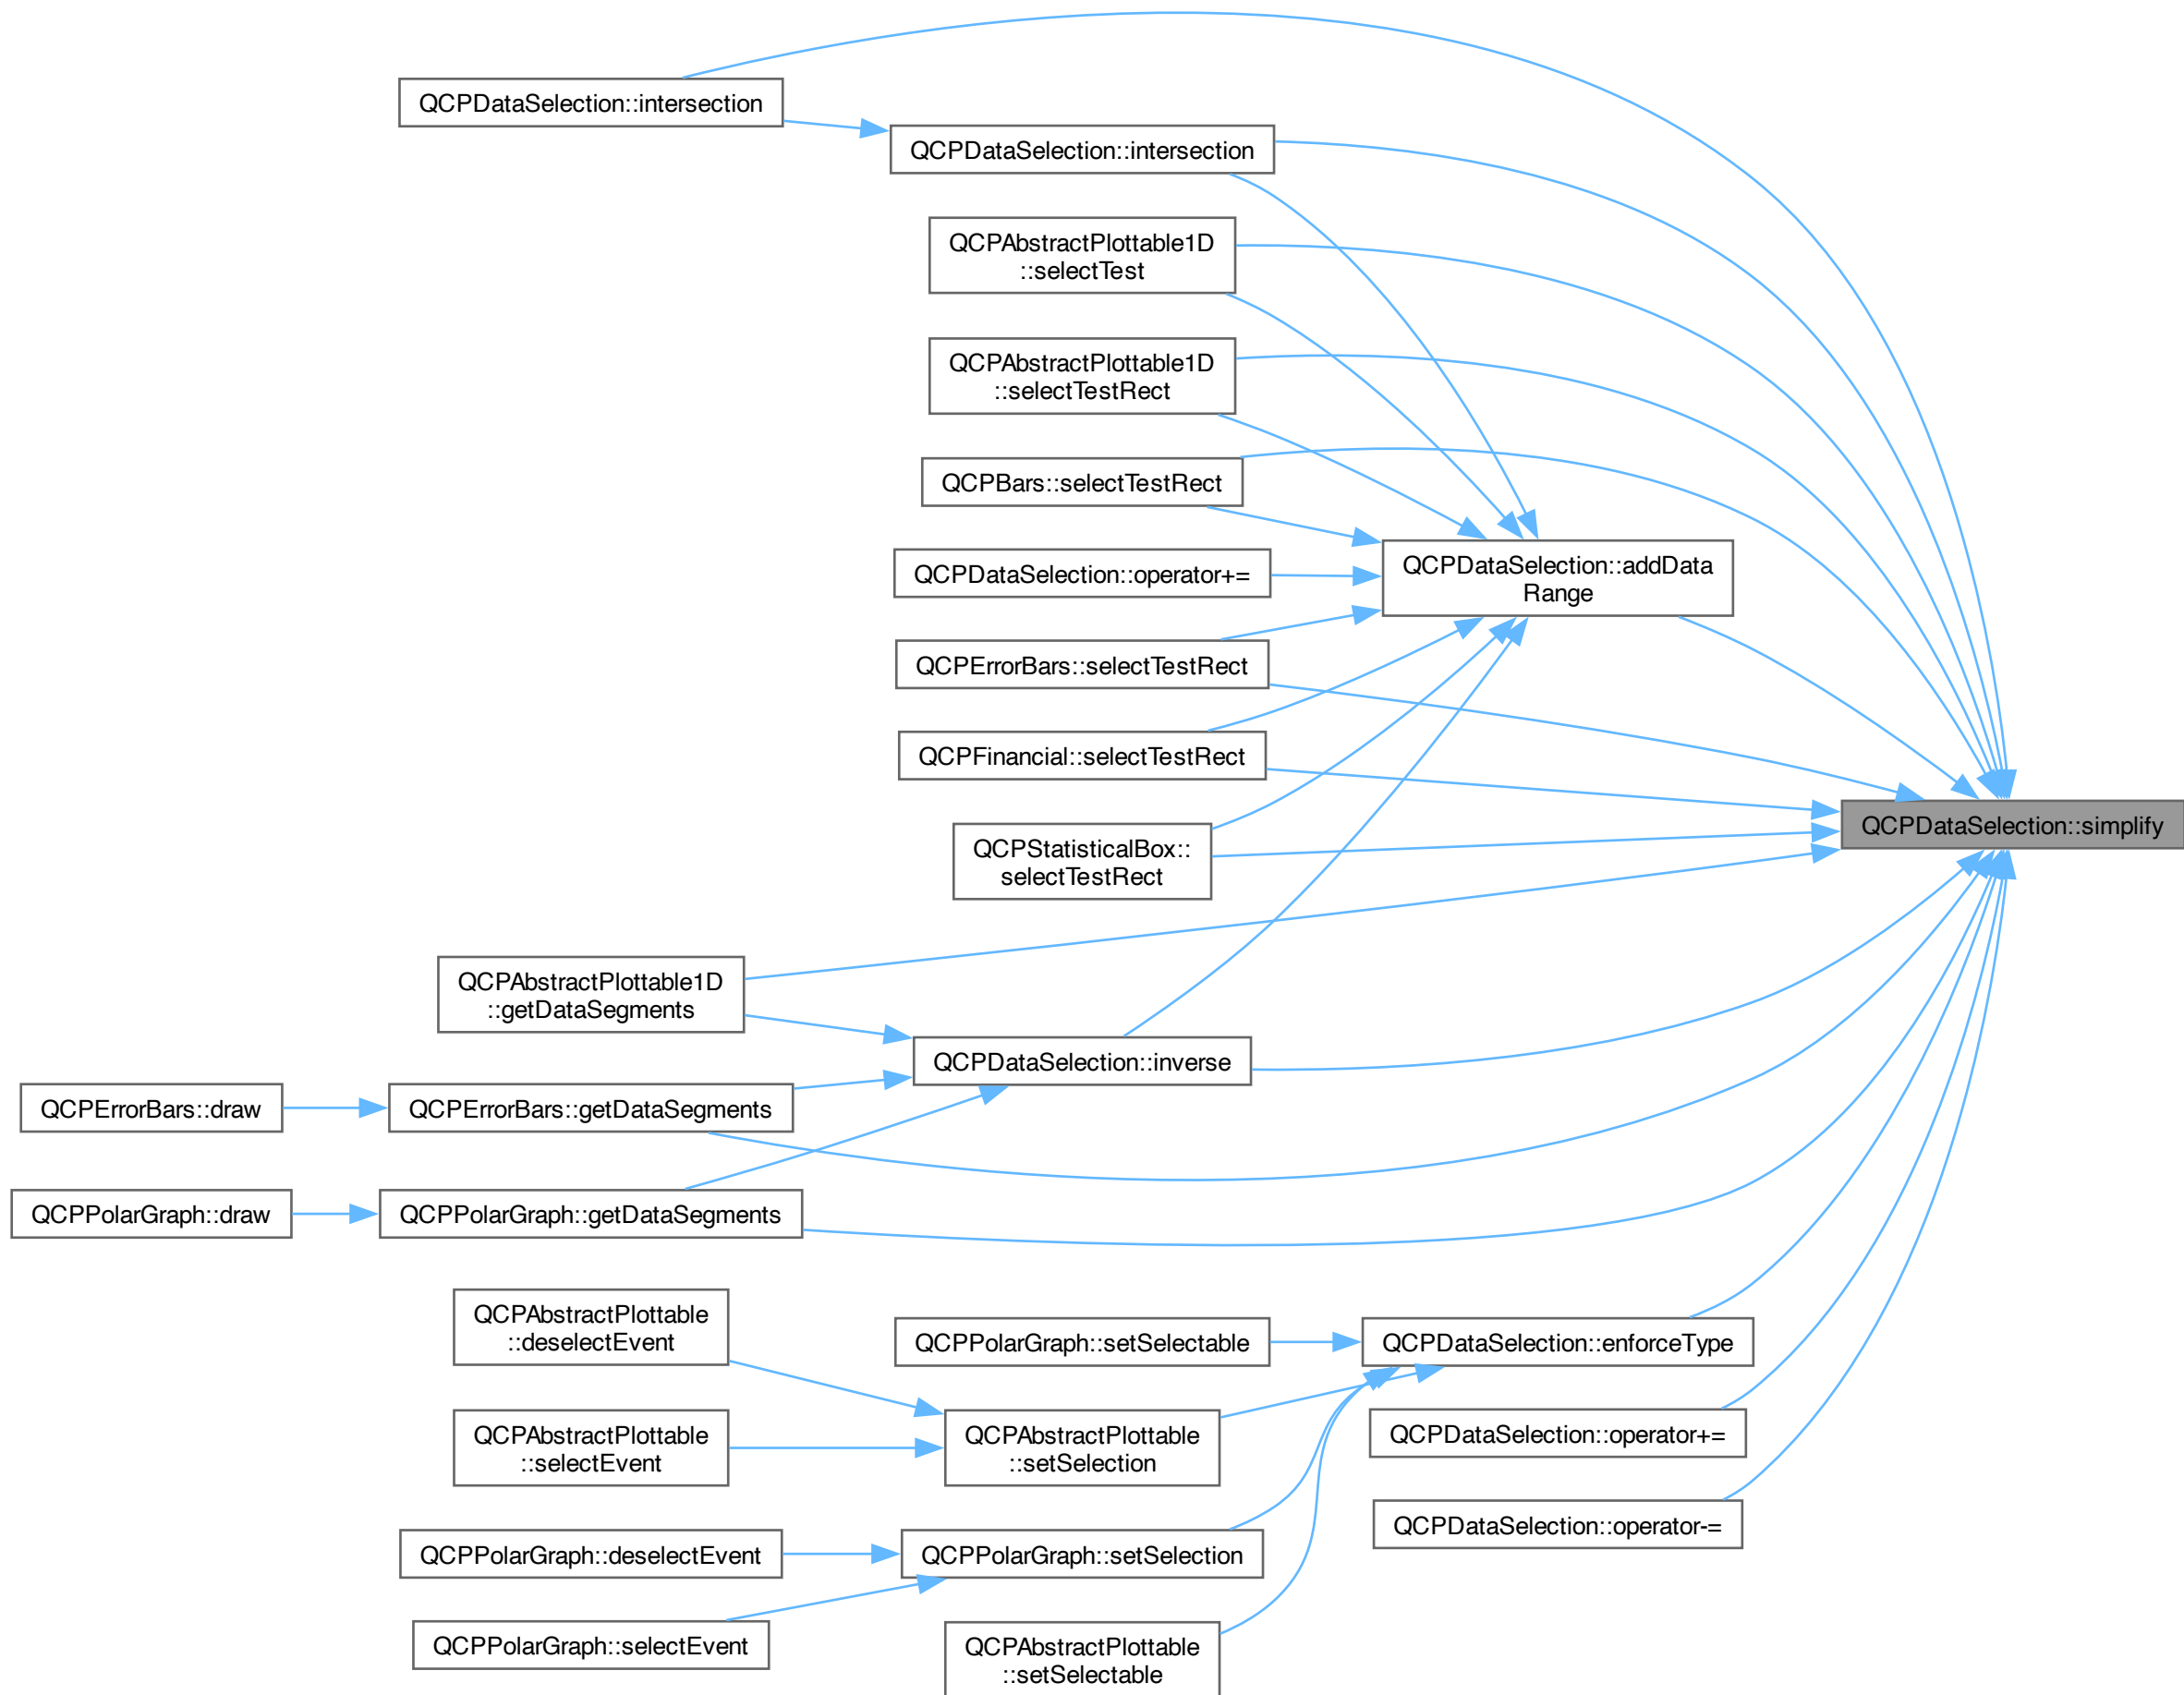 QCPDataSelection::intersection
QCPDataSelection::intersection
QCPAbstractPlottable1D
::selectTest
QCPAbstractPlottable1D
::selectTestRect
QCPBars::selectTestRect
QCPDataSelection::operator+=
QCPDataSelection::addData
Range
QCPErrorBars::selectTestRect
QCPFinancial::selectTestRect
QCPDataSelection::simplify
QCPStatisticalBox::
selectTestRect
QCPAbstractPlottable1D
::getDataSegments
QCPDataSelection::inverse
QCPErrorBars::draw
QCPErrorBars::getDataSegments
QCPPolarGraph::draw
QCPPolarGraph::getDataSegments
QCPAbstractPlottable
::deselectEvent
QCPPolarGraph::setSelectable
QCPDataSelection::enforceType
QCPAbstractPlottable
::selectEvent
QCPAbstractPlottable
::setSelection
QCPDataSelection::operator+=
QCPDataSelection::operator-=
QCPPolarGraph::deselectEvent
QCPPolarGraph::setSelection
QCPPolarGraph::selectEvent
QCPAbstractPlottable
::setSelectable